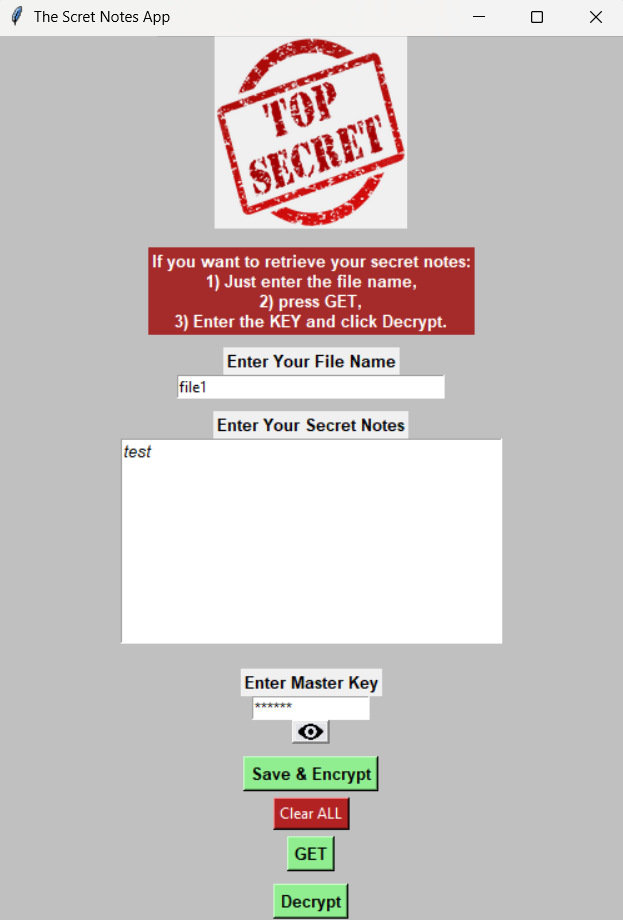 The Scret Notes App
TOP
SECRET
If you want to retrieve your secret notes:
1) Just enter the file name,
2) press GET,
3) Enter the KEY and click Decrypt.
Enter Your File Name
file1
Enter Your Secret Notes
test
Enter Master Key
******
Save & Encrypt
Clear ALL
GET
Decrypt